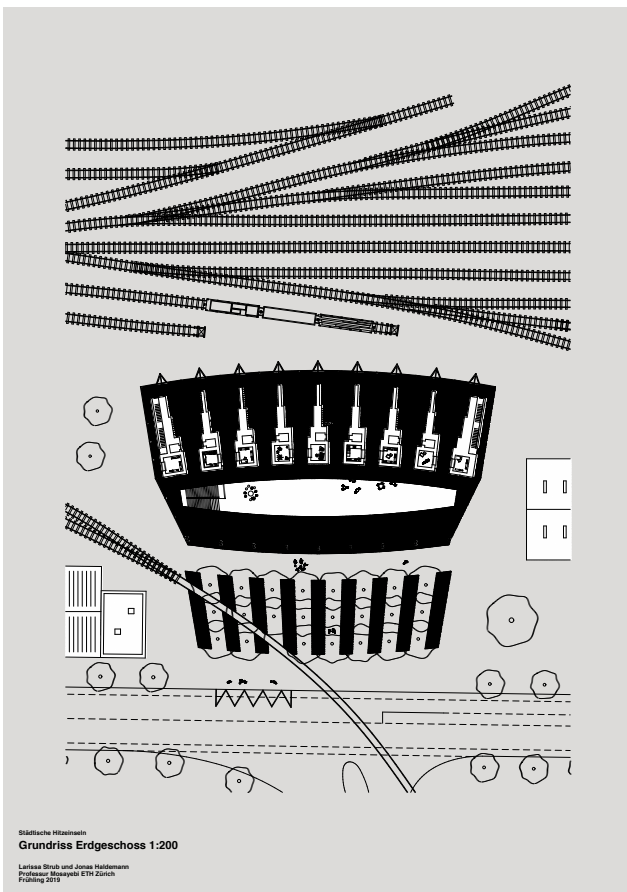 Städtische Hitzeinseln
Grundriss Erdgeschoss 1:200
Larissa Strub und Jonas Haldemann
Professur Mosayebi ETH Zürich
Frühling 2019